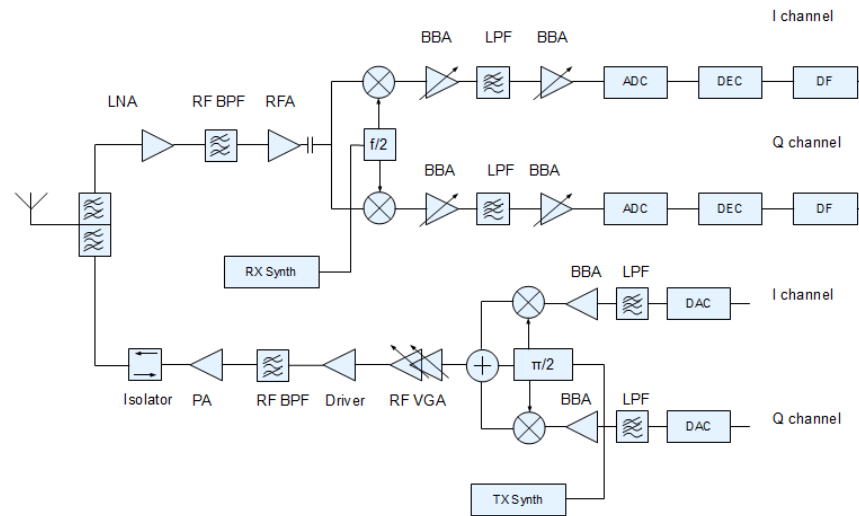 I channel
BBA LPF BBA
LNA RF BPF RFA
ADC DEC DF
f/2
Q channel
BBA LPF BBA
ADC DEC DF
RX Synth
BBA LPF
DAC
I channel
π/2
Isolator PA RF BPF Driver RF VGA
BBA LPF
DAC
Q channel
TX Synth